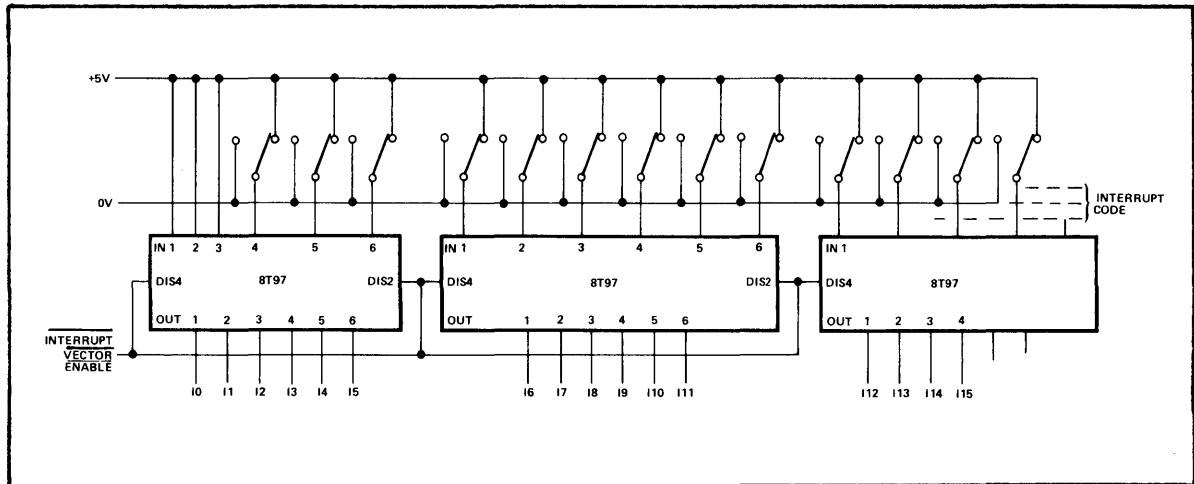 +5V
0V
INTERRUPT
CODE
IN 1 2 3 4 5 6
IN 1 2 3 4 5 6
IN 1
DIS4 8T97 DIS2
DIS4 8T97 DIS2
DIS4 8T97
OUT 1 2 3 4 5 6
OUT 1 2 3 4 5 6
OUT 1 2 3 4
INTERRUPT
VECTOR
ENABLE
I0 I1 I2 I3 I4 I5
I6 I7 I8 I9 I10 I11
I12 I13 I14 I15